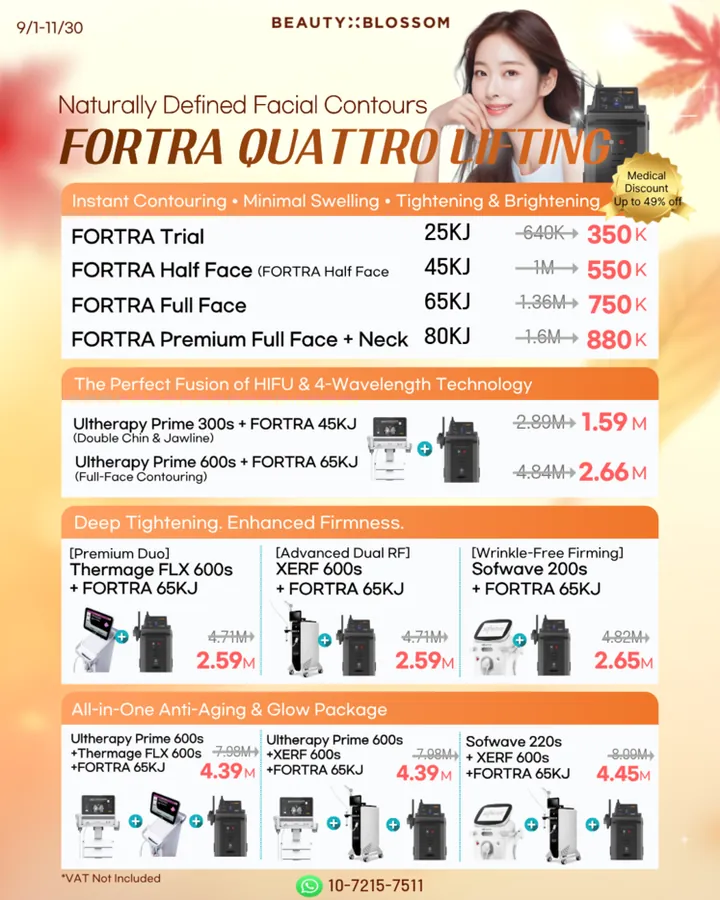 9/1-11/30
BEAUTY BLOSSOM
Naturally Defined Facial Contours
FORTRA QUATTRO LIFTING
Medical
Discount
Up to 49% off
Instant Contouring • Minimal Swelling • Tightening & Brightening
FORTRA Trial 25KJ 640K 350K
FORTRA Half Face (FORTRA Half Face 45KJ 1M 550K
FORTRA Full Face 65KJ 1.36M 750K
FORTRA Premium Full Face + Neck 80KJ 1.6M 880K
The Perfect Fusion of HIFU & 4-Wavelength Technology
Ultherapy Prime 300s + FORTRA 45KJ 2.89M 1.59M
(Double Chin & Jawline)
Ultherapy Prime 600s + FORTRA 65KJ 4.84M 2.66M
(Full-Face Contouring)
Deep Tightening. Enhanced Firmness.
[Premium Duo]
Thermage FLX 600s
+ FORTRA 65KJ
4.71M
2.59M
[Advanced Dual RF]
XERF 600s
+ FORTRA 65KJ
4.71M
2.59M
[Wrinkle-Free Firming]
Sofwave 200s
+ FORTRA 65KJ
4.82M
2.65M
All-in-One Anti-Aging & Glow Package
Ultherapy Prime 600s
+Thermage FLX 600s 7.98M
+FORTRA 65KJ 4.39M
Ultherapy Prime 600s
+XERF 600s 7.98M
+FORTRA 65KJ 4.39M
Sofwave 220s
+ XERF 600s 8.09M
+FORTRA 65KJ 4.45M
*VAT Not Included
10-7215-7511